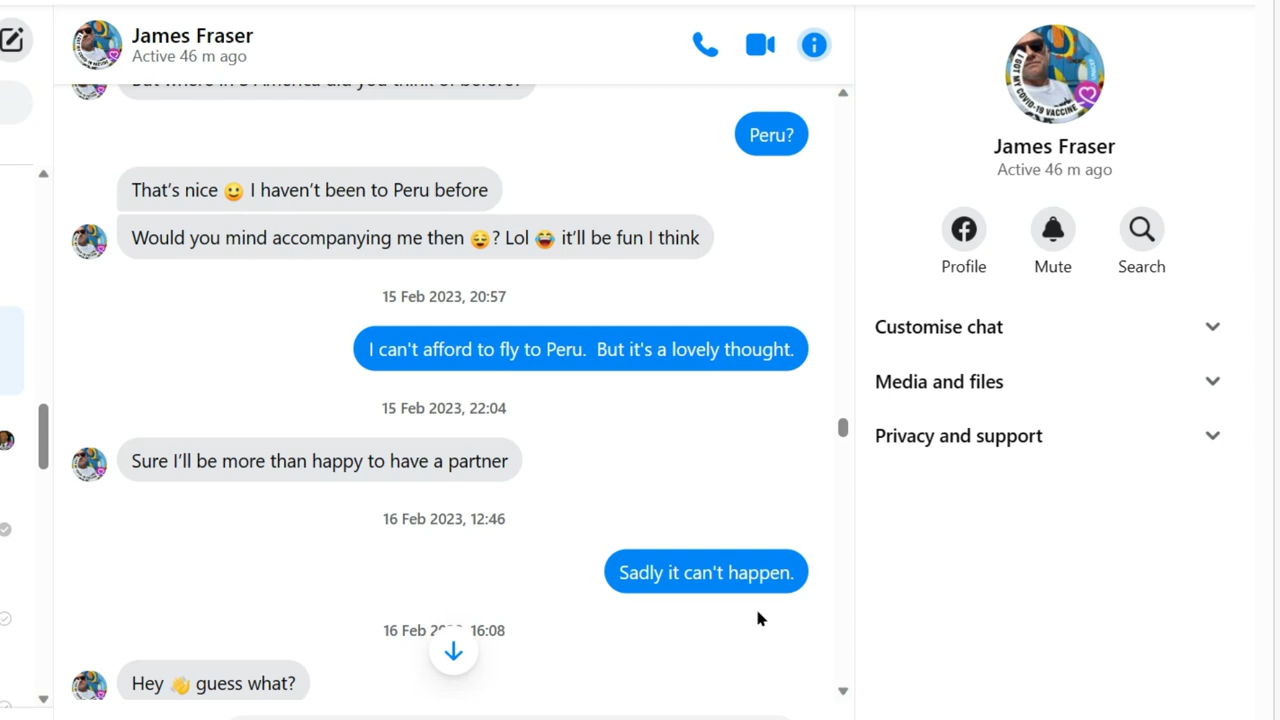 James Fraser
Active 46 m ago
But where in S America did you think of before?
Peru?
That's nice 🙂 I haven't been to Peru before
Would you mind accompanying me then 😌? Lol 😂 it'll be fun I think
15 Feb 2023, 20:57
I can't afford to fly to Peru.  But it's a lovely thought.
15 Feb 2023, 22:04
Sure I'll be more than happy to have a partner
16 Feb 2023, 12:46
Sadly it can't happen.
16 Feb 2023, 16:08
Hey 👋 guess what?
I GOT MY COVID-19 VACCINE
James Fraser
Active 46 m ago
Profile Mute Search
Customise chat
Media and files
Privacy and support